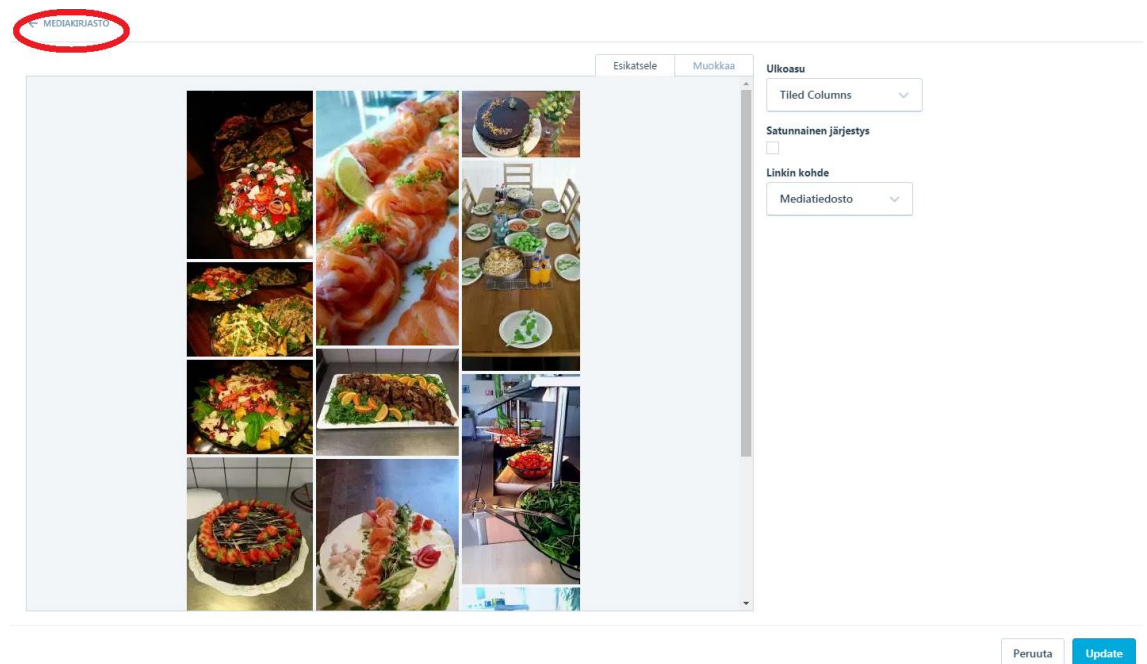 ← MEDIAKIRJASTO
Esikatsele Muokkaa
Ulkoasu
Tiled Columns
Satunnainen järjestys
Linkin kohde
Mediatiedosto
Peruuta Update